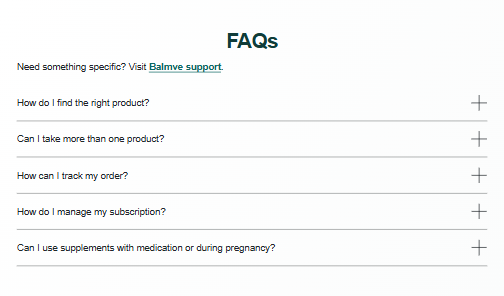 FAQs
Need something specific? Visit Balmve support.
How do I find the right product?
Can I take more than one product?
How can I track my order?
How do I manage my subscription?
Can I use supplements with medication or during pregnancy?